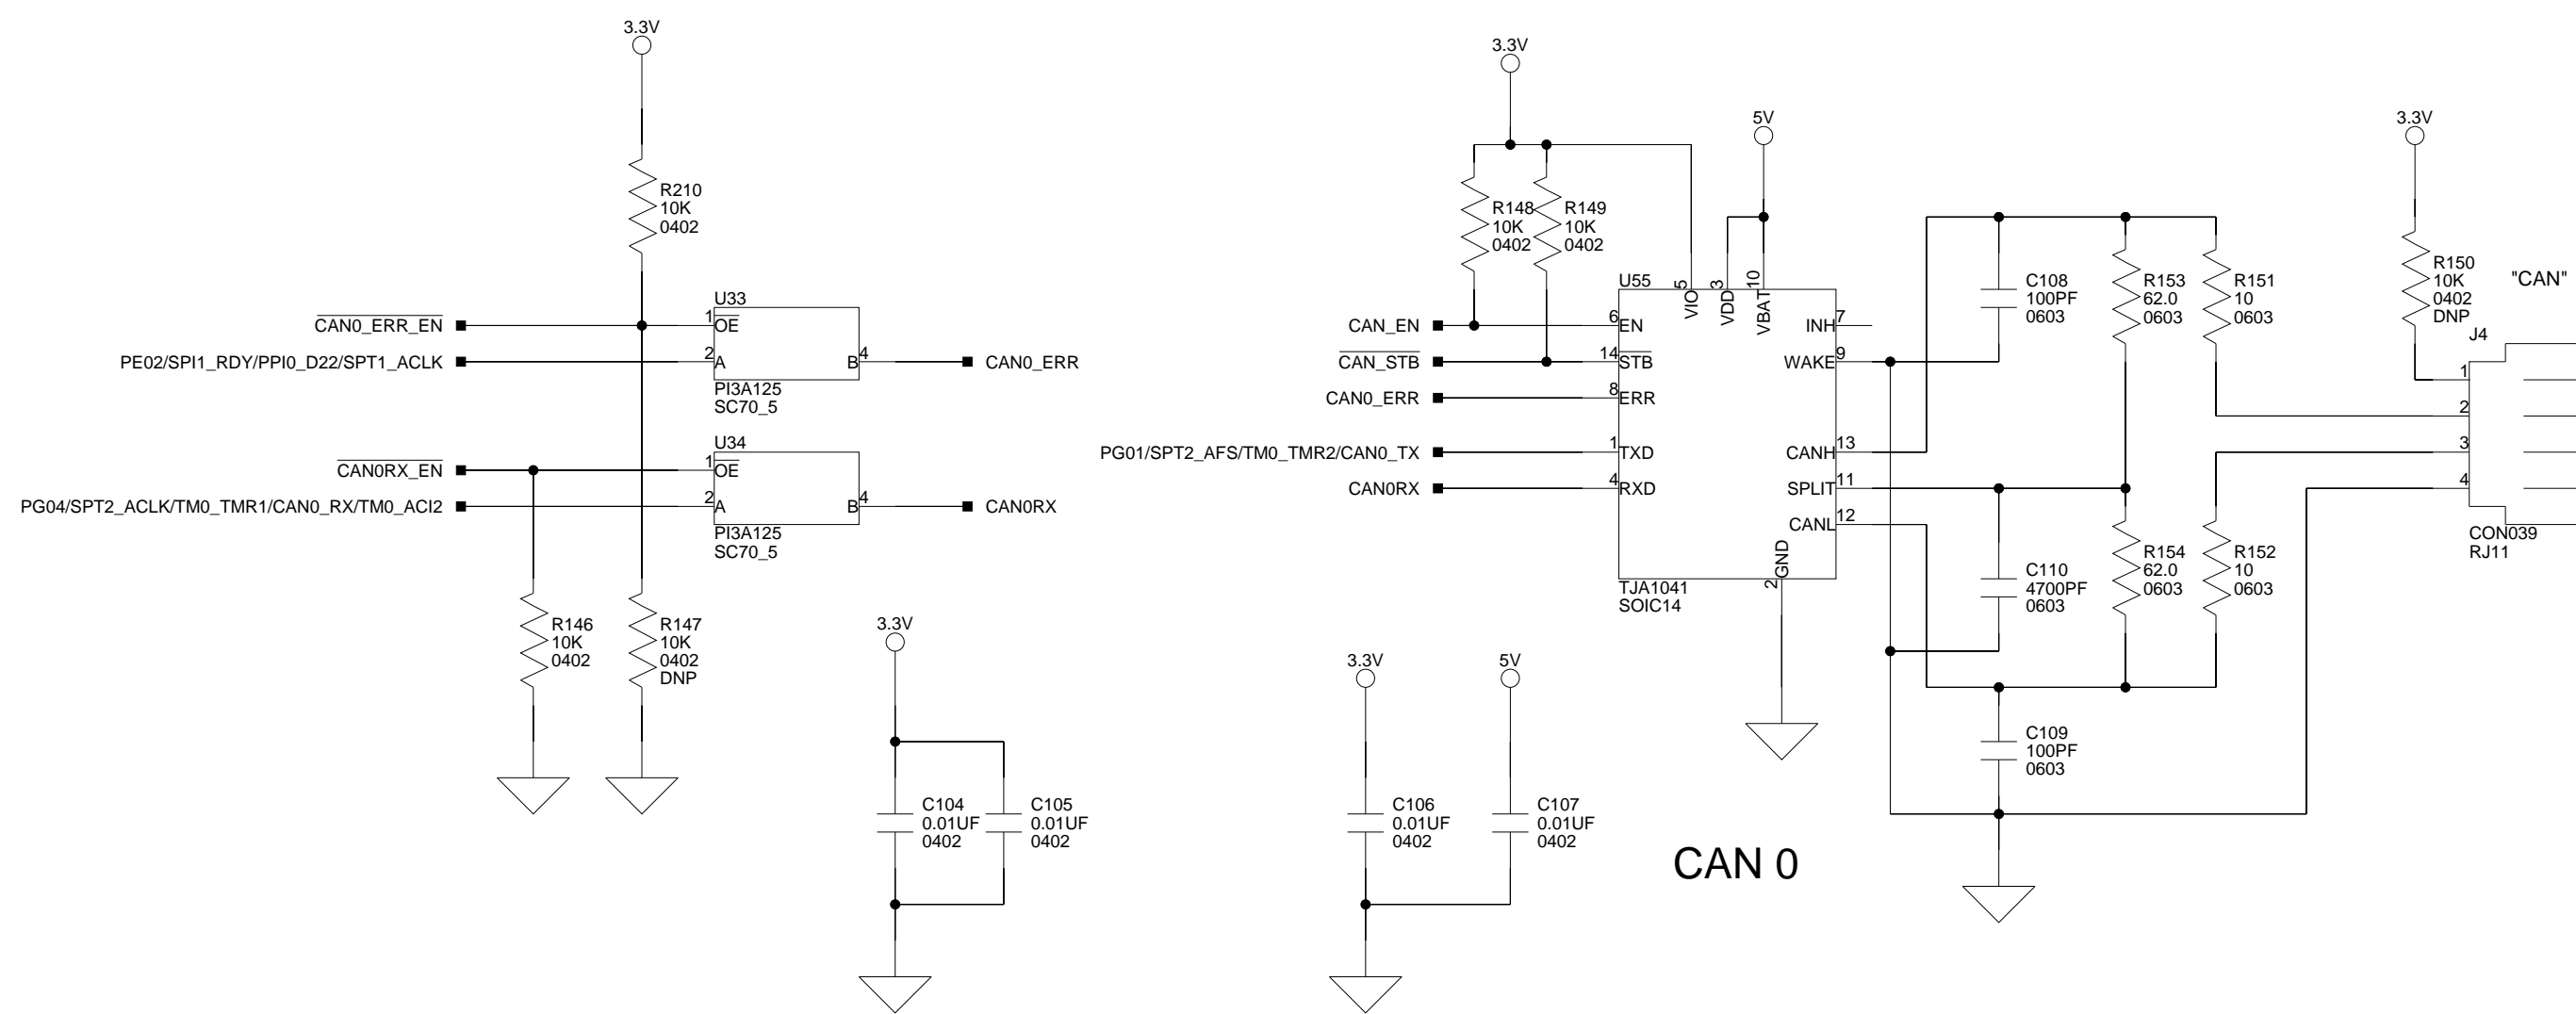 3.3V
R210
10K
0402
U33
CAN0_ERR_EN
1
OE
PE02/SPI1_RDY/PPI0_D22/SPT1_ACLK
2
A
B
4
CAN0_ERR
PI3A125
SC70_5
U34
CAN0RX_EN
1
OE
PG04/SPT2_ACLK/TM0_TMR1/CAN0_RX/TM0_ACI2
2
A
B
4
CAN0RX
PI3A125
SC70_5
R146
10K
0402
R147
10K
0402
DNP
3.3V
C104
0.01UF
0402
C105
0.01UF
0402
3.3V
5V
R148
10K
0402
R149
10K
0402
U55
5
VIO
3
VDD
10
VBAT
CAN_EN
6
EN
CAN_STB
14
STB
CAN0_ERR
8
ERR
PG01/SPT2_AFS/TM0_TMR2/CAN0_TX
1
TXD
CAN0RX
4
RXD
INH
7
WAKE
9
CANH
13
SPLIT
11
CANL
12
GND
2
TJA1041
SOIC14
C108
100PF
0603
R153
62.0
0603
R151
10
0603
C110
4700PF
0603
R154
62.0
0603
R152
10
0603
C109
100PF
0603
3.3V
R150
10K
0402
DNP
"CAN"
J4
1
2
3
4
CON039
RJ11
3.3V
5V
C106
0.01UF
0402
C107
0.01UF
0402
CAN 0